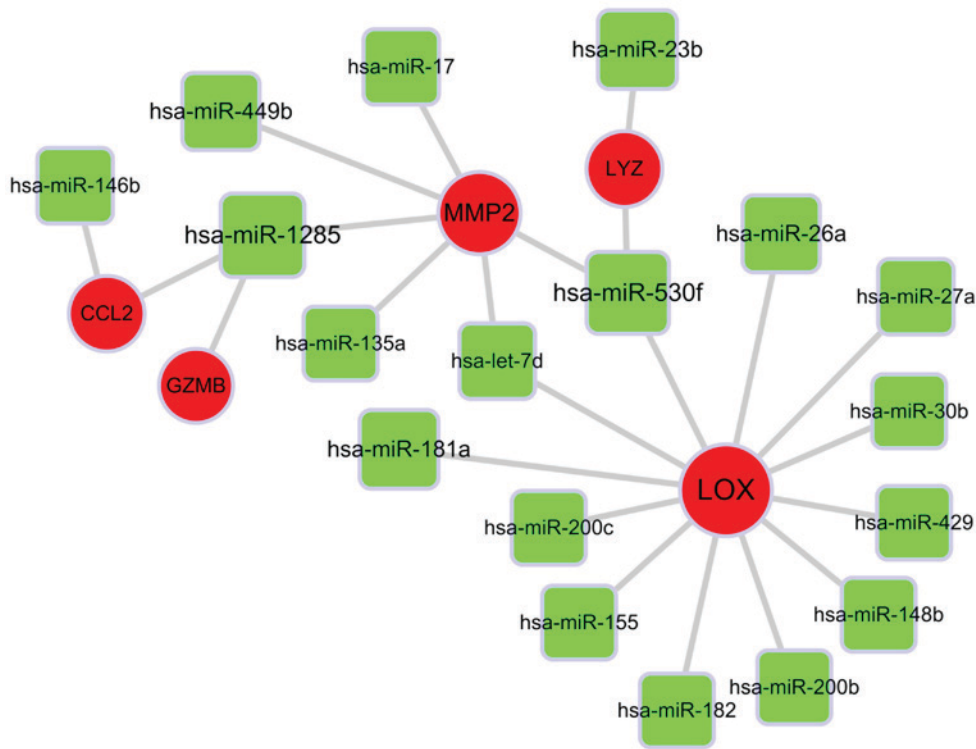 hsa-miR-23b
hsa-miR-17
hsa-miR-449b
LYZ
hsa-miR-146b
MMP2
hsa-miR-1285
hsa-miR-26a
hsa-miR-530f
hsa-miR-27a
CCL2
hsa-miR-135a
hsa-let-7d
GZMB
hsa-miR-30b
hsa-miR-181a
LOX
hsa-miR-200c
hsa-miR-429
hsa-miR-148b
hsa-miR-155
hsa-miR-200b
hsa-miR-182